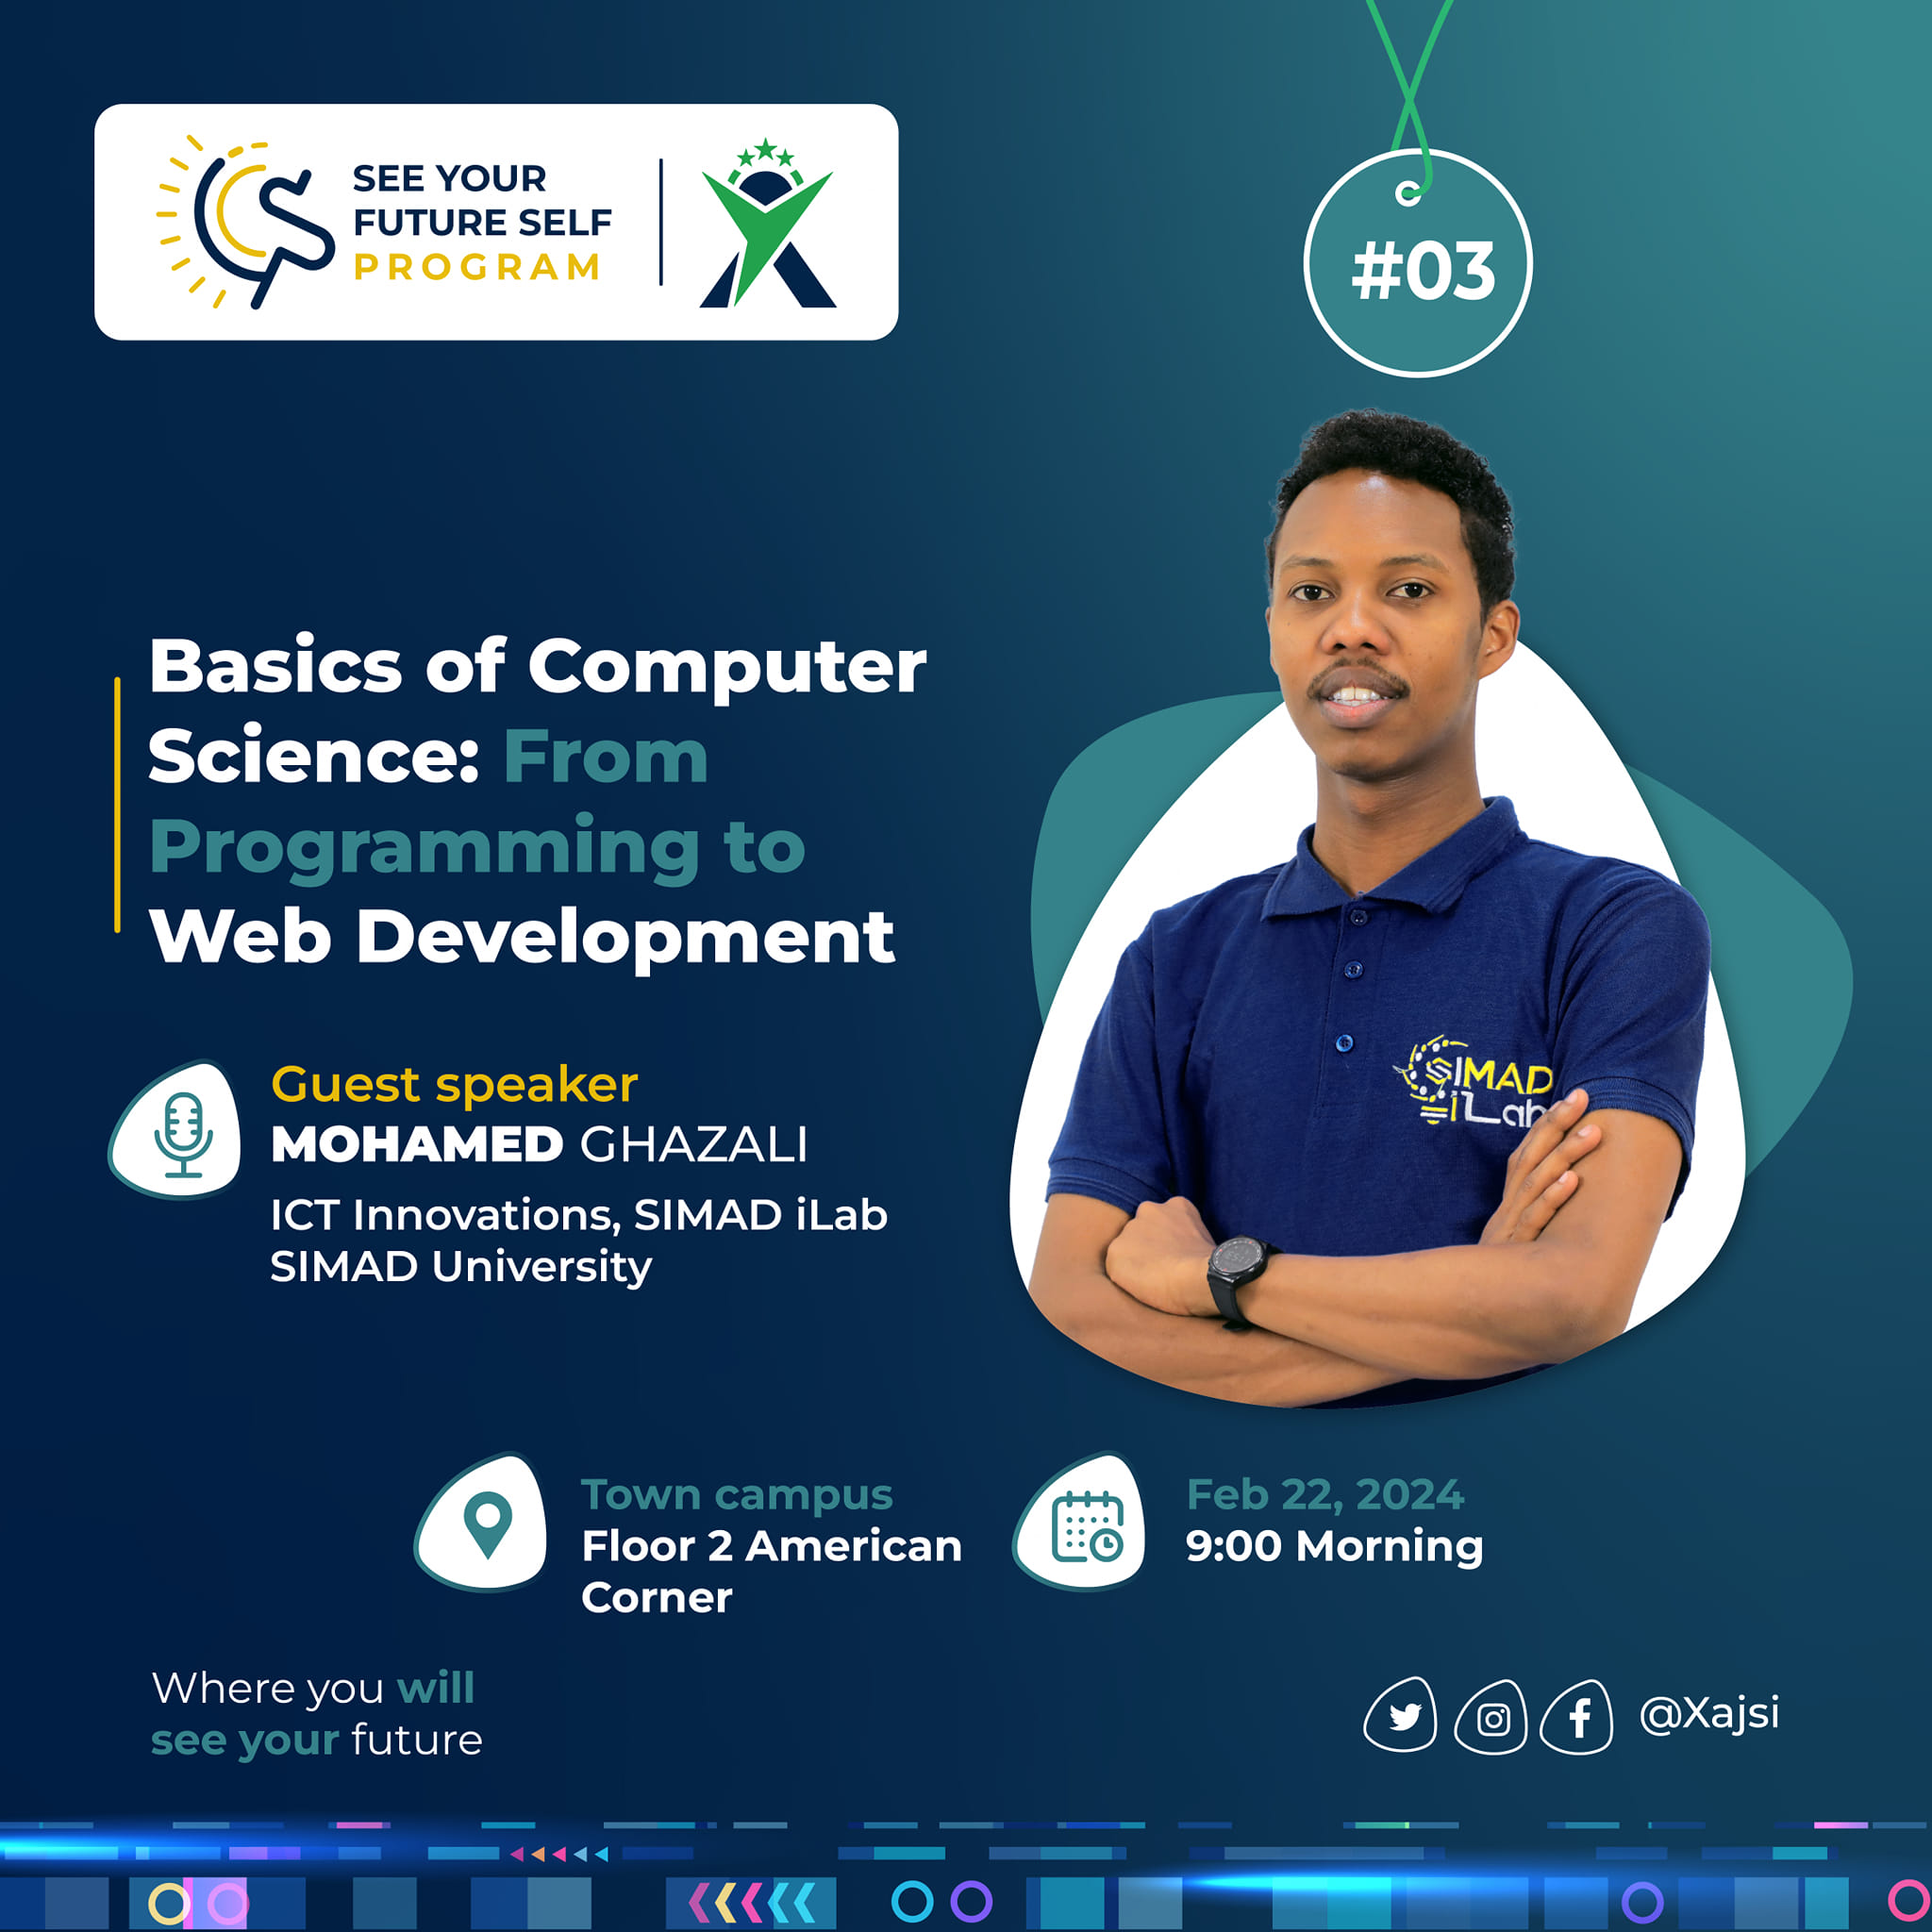 SEE YOUR
FUTURE SELF
PROGRAM
#03
Basics of Computer
Science: From
Programming to
Web Development
Guest speaker
MOHAMED GHAZALI
ICT Innovations, SIMAD iLab
SIMAD University
SIMAD
iLab
Town campus
Floor 2 American
Corner
Feb 22, 2024
9:00 Morning
Where you will
see your future
@Xajsi